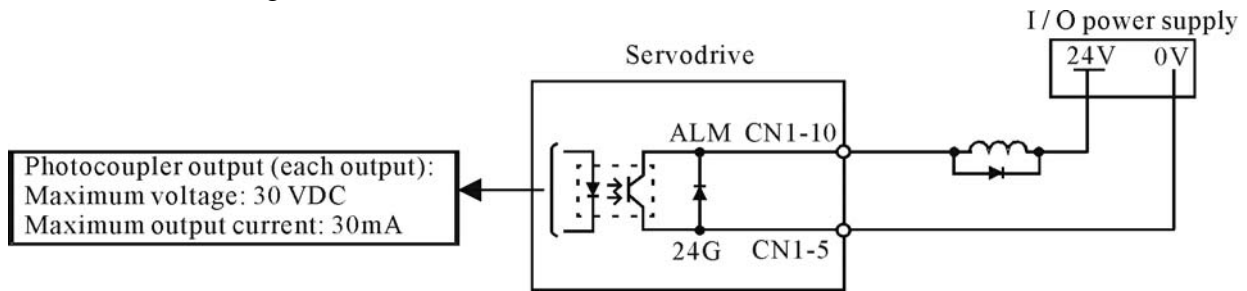 I / O power supply
24V 0V
Servodrive
ALM CN1-10
Photocoupler output (each output):
Maximum voltage: 30 VDC
Maximum output current: 30mA
24G CN1-5